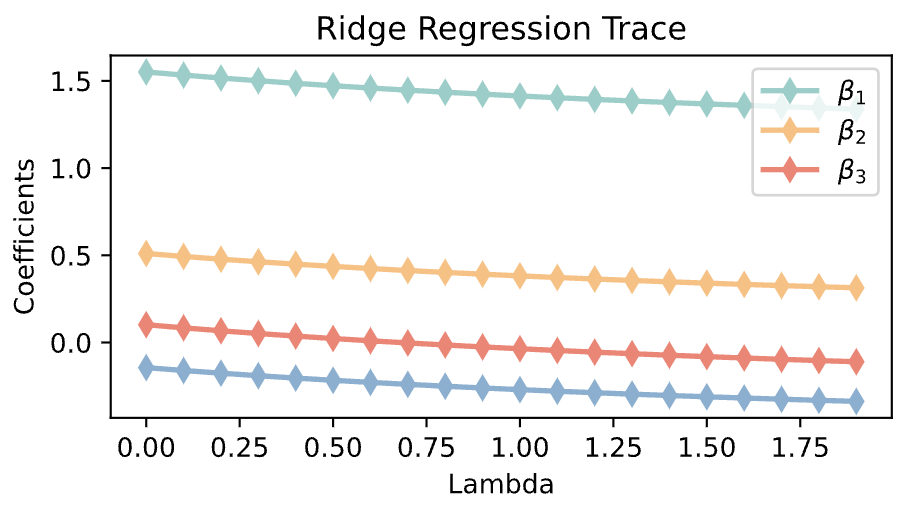 Ridge Regression Trace
Coefficients
1.5
1.0
0.5
0.0
β₁
β₂
β₃
0.00 0.25 0.50 0.75 1.00 1.25 1.50 1.75
Lambda